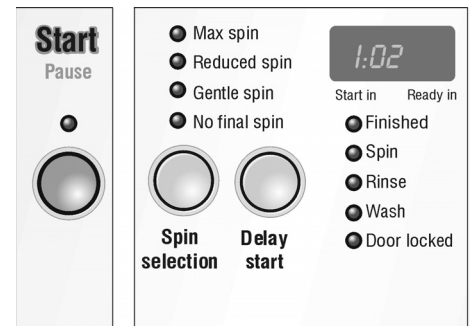 Start
Pause
Max spin
Reduced spin
Gentle spin
No final spin
Spin
selection
Delay
start
1:02
Start in Ready in
Finished
Spin
Rinse
Wash
Door locked